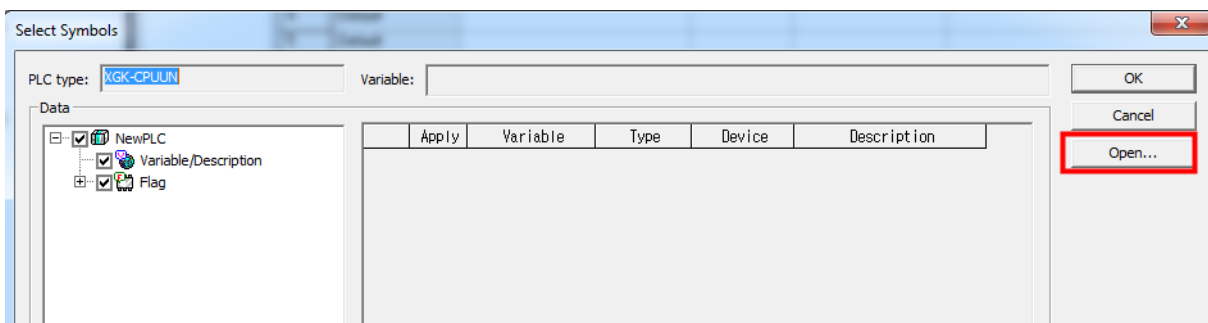 Select Symbols
PLC type: XGK-CPUUN Variable: OK
Data Cancel
NewPLC Apply Variable Type Device Description Open...
Variable/Description
Flag